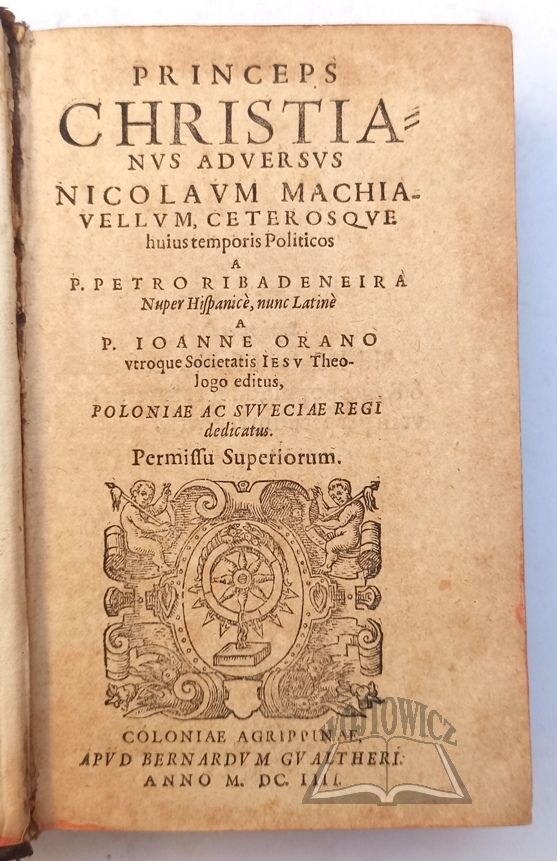 PRINCEPS
CHRISTIA=
NVS ADVERSVS
NICOLAVM MACHIA-
VELLVM, CETEROSQVE
huius temporis Politicos
A
P. PETRO RIBADENEIRA
Nuper Hiſpanicè, nunc Latinè
A
P. IOANNE ORANO
vtroque Societatis IESV Theo-
logo editus,
POLONIAE AC SVVECIAE REGI
dedicatus.
Permiſſu Superiorum.
COLONIAE AGRIPPINAE,
APVD BERNARDVM GVALTHERI.
ANNO M. DC. IIII.
WÓJTOWICZ